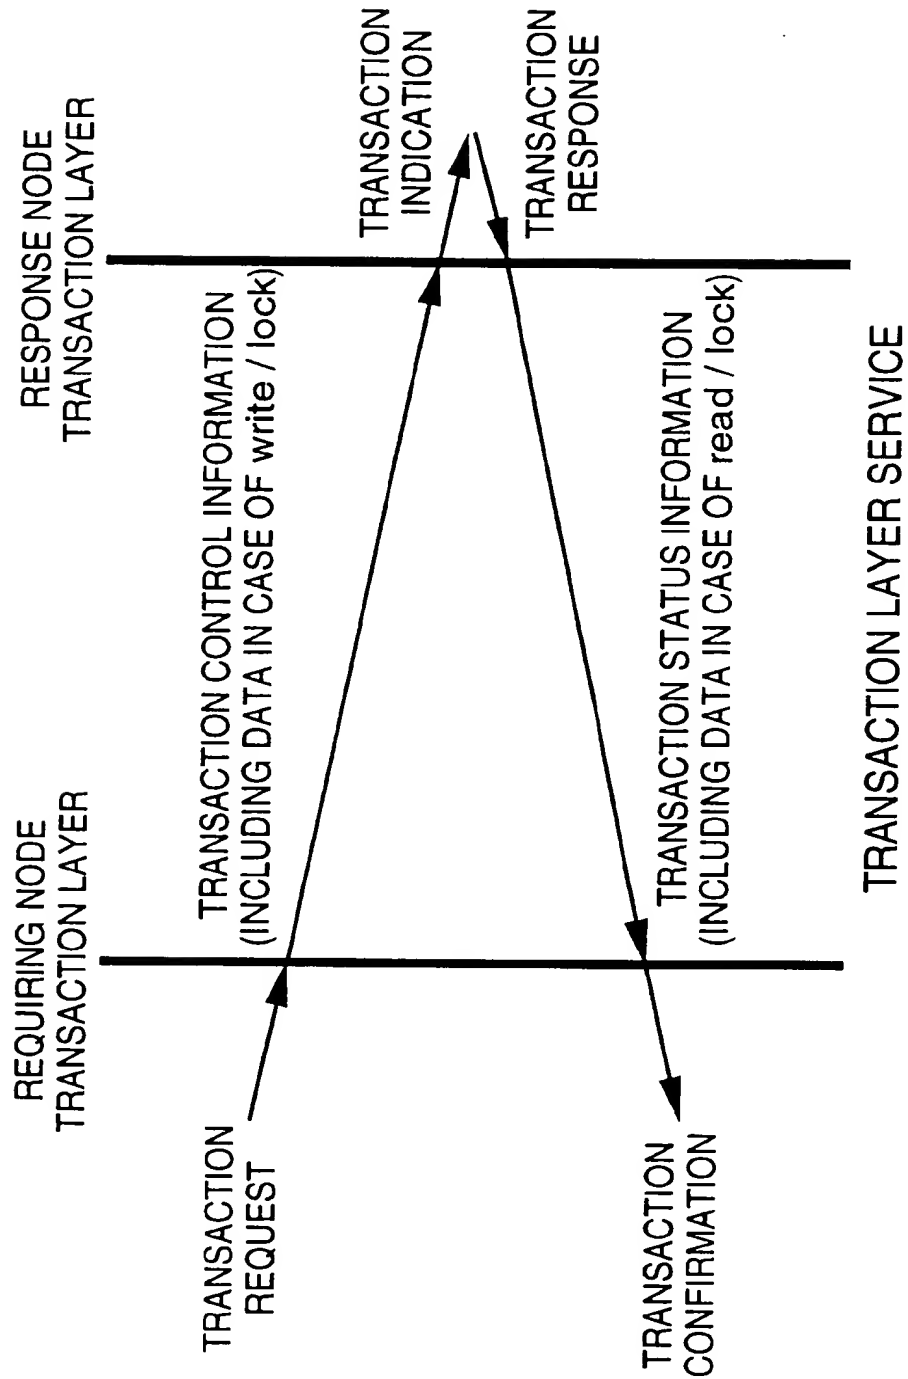 REQUIRING NODE
TRANSACTION LAYER
RESPONSE NODE
TRANSACTION LAYER
TRANSACTION
REQUEST
TRANSACTION CONTROL INFORMATION
(INCLUDING DATA IN CASE OF write / lock)
TRANSACTION
INDICATION
TRANSACTION
RESPONSE
TRANSACTION STATUS INFORMATION
(INCLUDING DATA IN CASE OF read / lock)
TRANSACTION
CONFIRMATION
TRANSACTION LAYER SERVICE